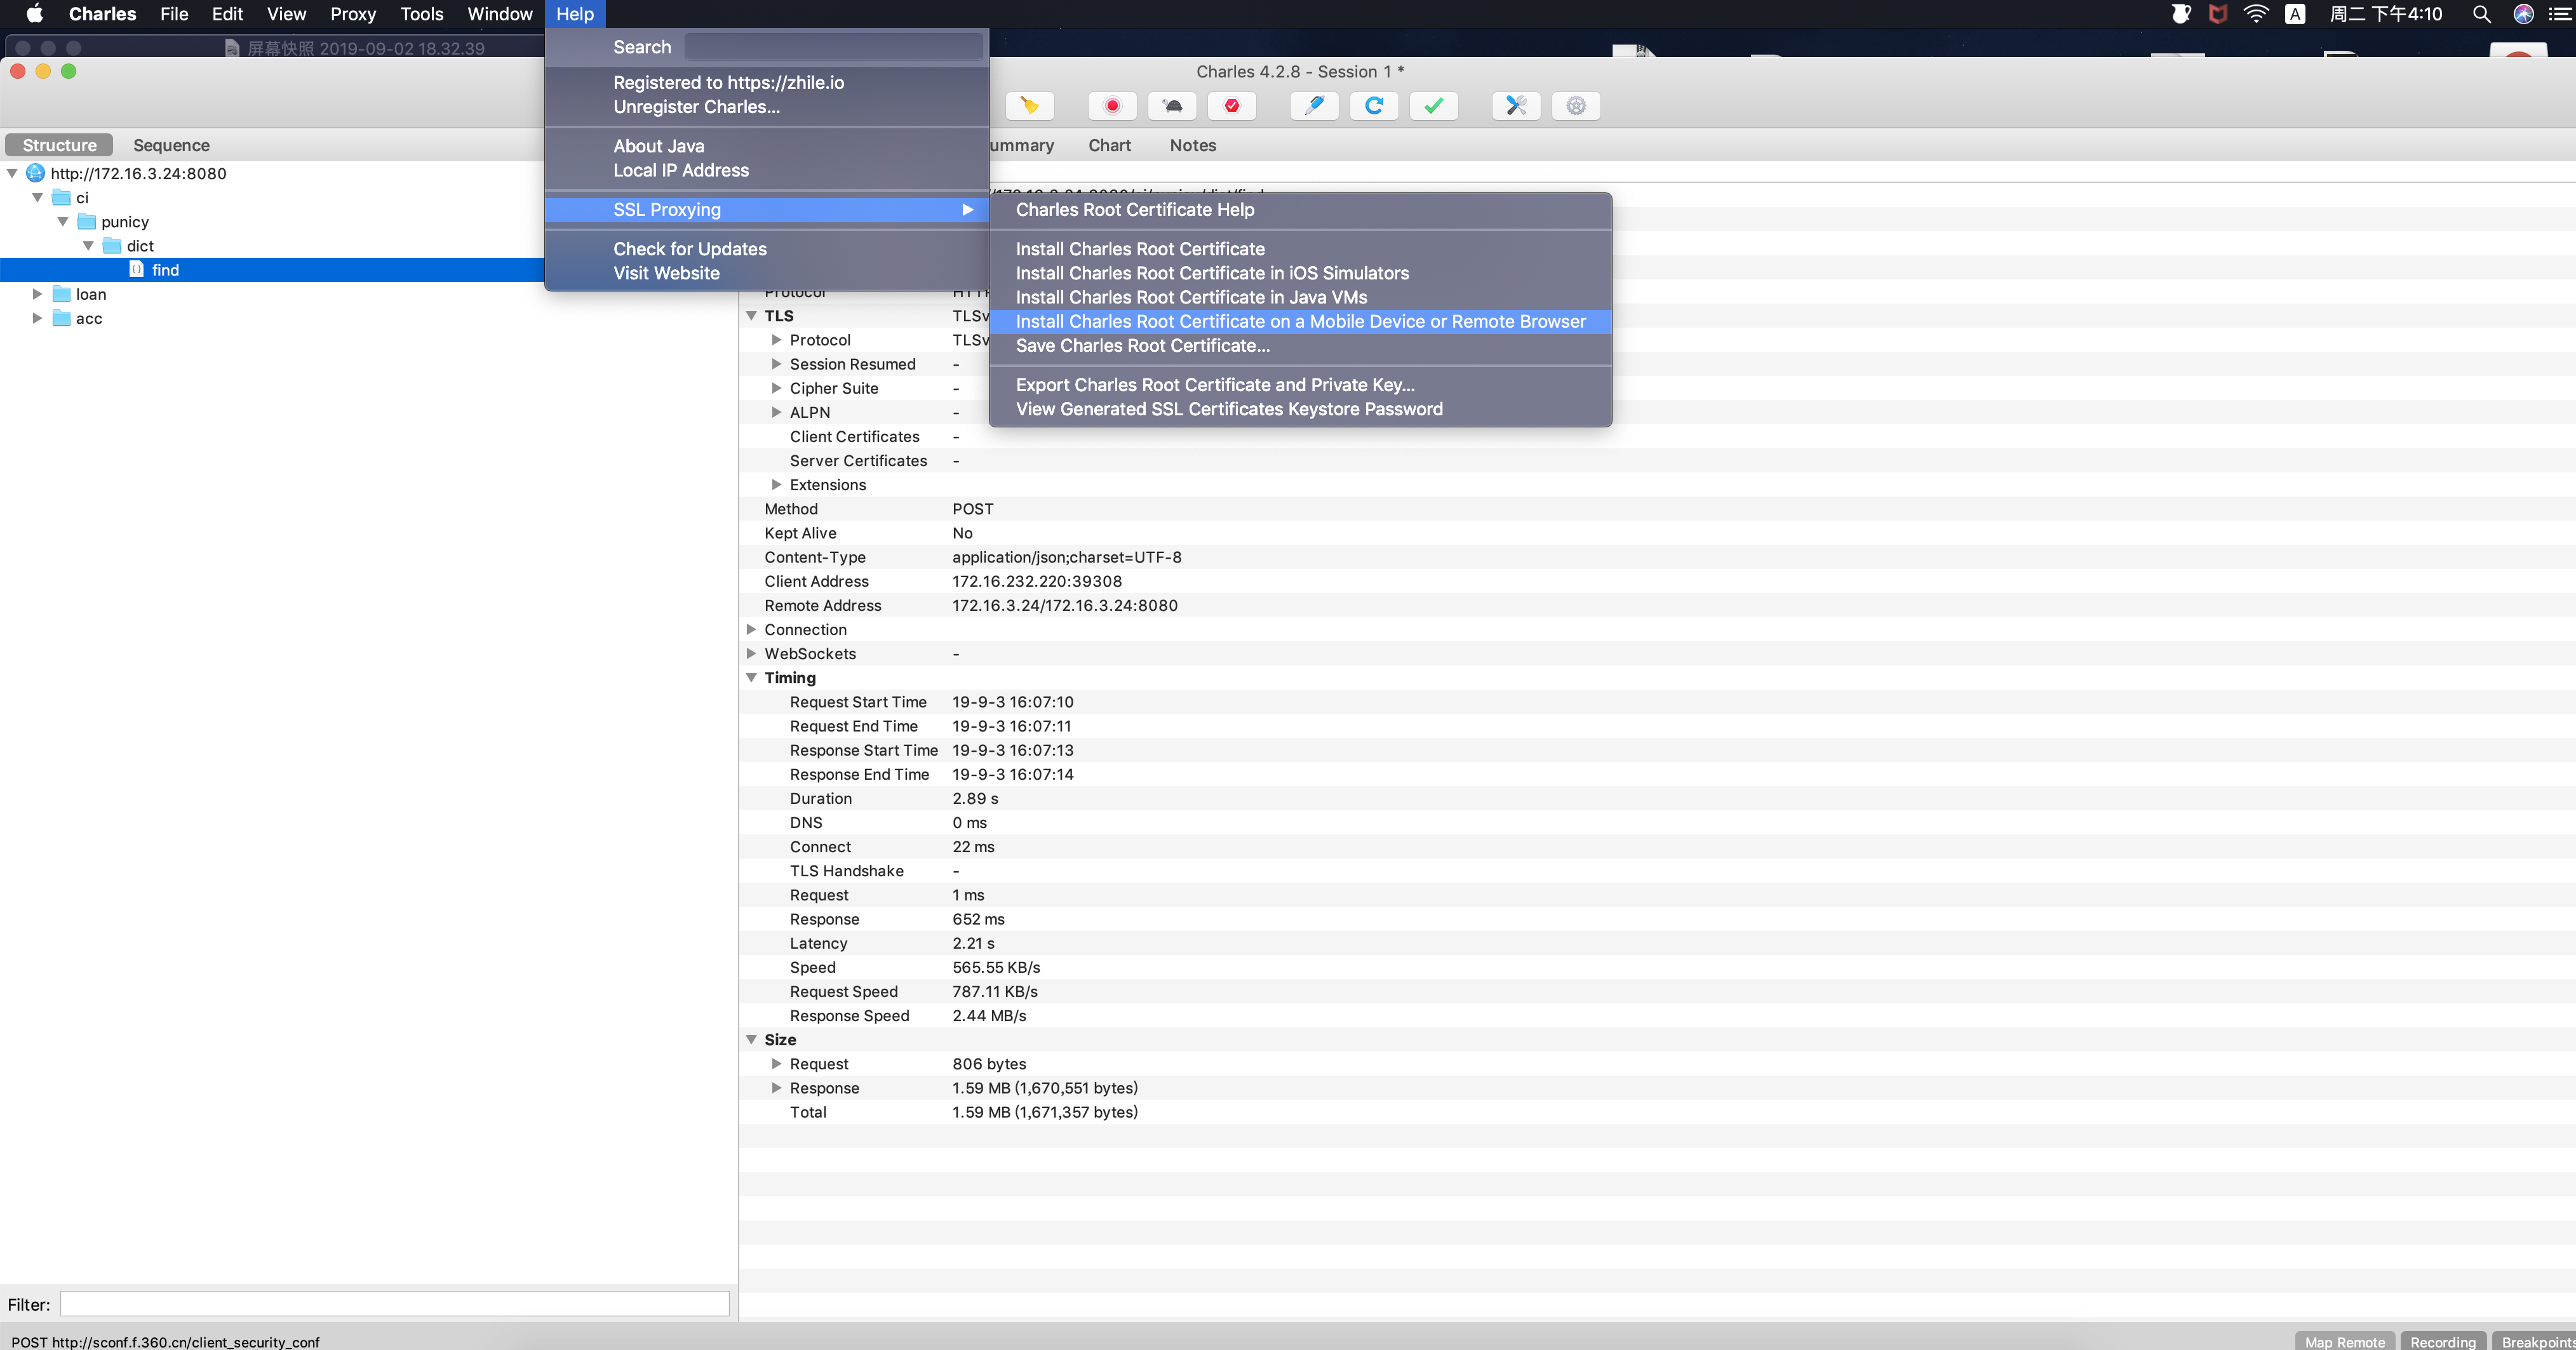 Charles File Edit View Proxy Tools Window Help A 周二 下午4:10
屏幕快照 2019-09-02 18.32.39
Charles 4.2.8 - Session 1 *
Structure Sequence
ummary Chart Notes
http://172.16.3.24:8080
ci
punicy
dict
find
loan
acc
Search
Registered to https://zhile.io
Unregister Charles...
About Java
Local IP Address
SSL Proxying
Check for Updates
Visit Website
Charles Root Certificate Help
Install Charles Root Certificate
Install Charles Root Certificate in iOS Simulators
Install Charles Root Certificate in Java VMs
Install Charles Root Certificate on a Mobile Device or Remote Browser
Save Charles Root Certificate...
Export Charles Root Certificate and Private Key...
View Generated SSL Certificates Keystore Password
Protocol
TLS TLSv
Protocol TLSv
Session Resumed -
Cipher Suite -
ALPN -
Client Certificates -
Server Certificates -
Extensions
Method POST
Kept Alive No
Content-Type application/json;charset=UTF-8
Client Address 172.16.232.220:39308
Remote Address 172.16.3.24/172.16.3.24:8080
Connection
WebSockets -
Timing
Request Start Time 19-9-3 16:07:10
Request End Time 19-9-3 16:07:11
Response Start Time 19-9-3 16:07:13
Response End Time 19-9-3 16:07:14
Duration 2.89 s
DNS 0 ms
Connect 22 ms
TLS Handshake -
Request 1 ms
Response 652 ms
Latency 2.21 s
Speed 565.55 KB/s
Request Speed 787.11 KB/s
Response Speed 2.44 MB/s
Size
Request 806 bytes
Response 1.59 MB (1,670,551 bytes)
Total 1.59 MB (1,671,357 bytes)
Filter:
POST http://sconf.f.360.cn/client_security_conf
Map Remote Recording Breakpoints